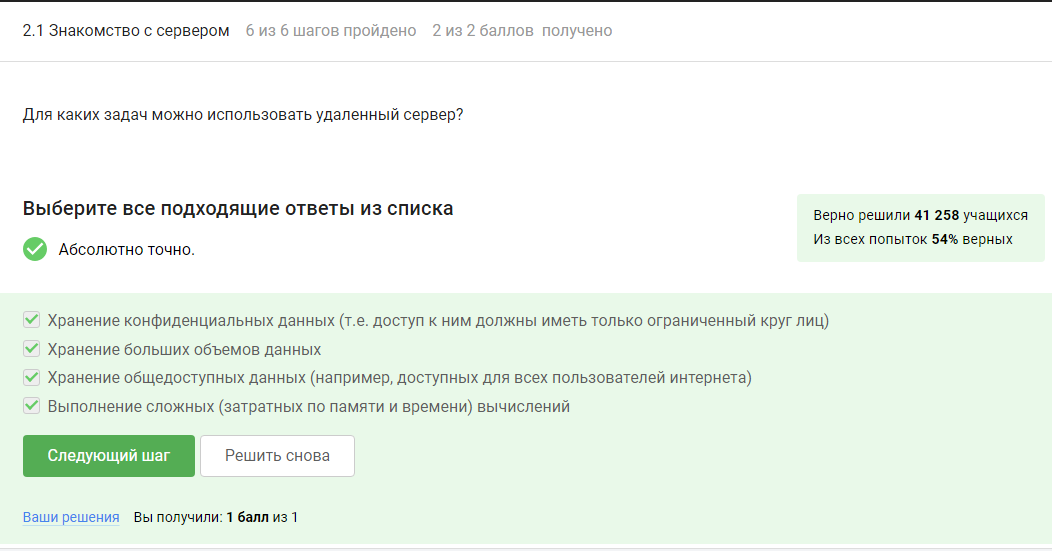 2.1 Знакомство с сервером 6 из 6 шагов пройдено 2 из 2 баллов получено
Для каких задач можно использовать удаленный сервер?
Выберите все подходящие ответы из списка
Верно решили 41 258 учащихся
Из всех попыток 54% верных
Абсолютно точно.
Хранение конфиденциальных данных (т.е. доступ к ним должны иметь только ограниченный круг лиц)
Хранение больших объемов данных
Хранение общедоступных данных (например, доступных для всех пользователей интернета)
Выполнение сложных (затратных по памяти и времени) вычислений
Следующий шаг Решить снова
Ваши решения Вы получили: 1 балл из 1